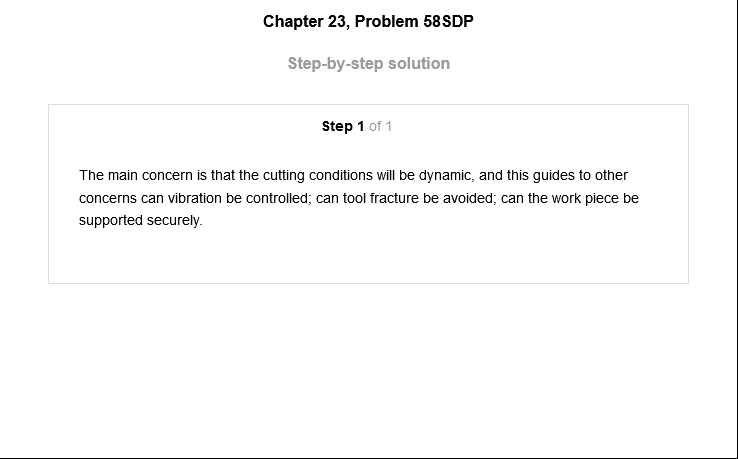 Chapter 23, Problem 58SDP
Step-by-step solution
Step 1 of 1
The main concern is that the cutting conditions will be dynamic, and this guides to other
concerns can vibration be controlled; can tool fracture be avoided; can the work piece be
supported securely.